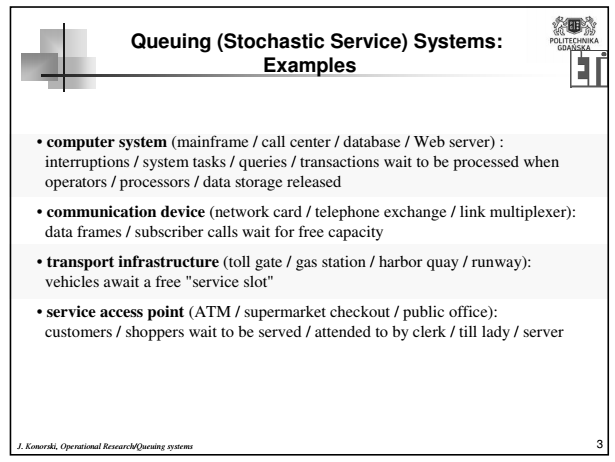 Queuing (Stochastic Service) Systems:
Examples
POLITECHNIKA
GDAŃSKA
ETI
• computer system (mainframe / call center / database / Web server) :
interruptions / system tasks / queries / transactions wait to be processed when
operators / processors / data storage released
• communication device (network card / telephone exchange / link multiplexer):
data frames / subscriber calls wait for free capacity
• transport infrastructure (toll gate / gas station / harbor quay / runway):
vehicles await a free "service slot"
• service access point (ATM / supermarket checkout / public office):
customers / shoppers wait to be served / attended to by clerk / till lady / server
J. Konorski, Operational Research/Queuing systems
3